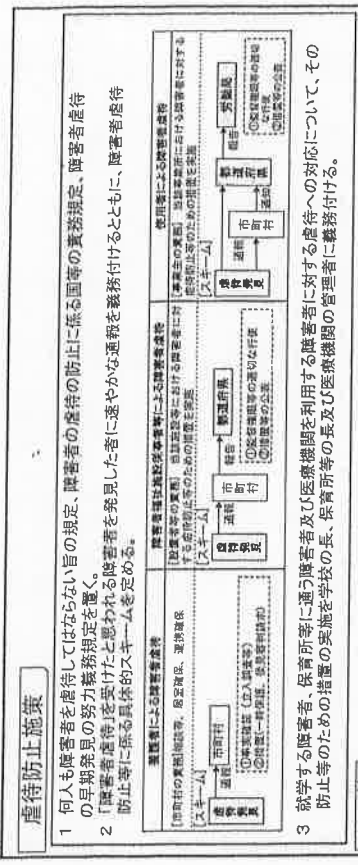 虐待防止施策
1 何人も障害者を虐待してはならない旨の規定、障害者の虐待の防止に係る国等の責務規定、障害者虐待
の早期発見の努力義務規定を置く。
2 「障害者虐待」を受けたと思われる障害者を発見した者に速やかな通報を義務付けるとともに、障害者虐待
防止等に係る具体的スキームを定める。
養護者による障害者虐待
[市町村の責務]相談等、居室確保、連携確保
[スキーム]
虐待発見
通報
市町村
①事実確認(立入調査等)
②措置(一時保護、後見審判請求)
障害者福祉施設従事者等による障害者虐待
[設置者等の責務] 当該施設等における障害者に対
する虐待防止等のための措置を実施
[スキーム]
虐待発見
通報
市町村
報告
都道府県
①監督権限等の適切な行使
②措置等の公表
使用者による障害者虐待
[事業主の責務] 当該事業所における障害者に対する
虐待防止等のための措置を実施
[スキーム]
虐待発見
通報
市町村
通知
都道府県
報告
労働局
①監督権限等の適切
な行使
②措置等の公表
3 就学する障害者、保育所等に通う障害者及び医療機関を利用する障害者に対する虐待への対応について、その
防止等のための措置の実施を学校の長、保育所等の長及び医療機関の管理者に義務付ける。